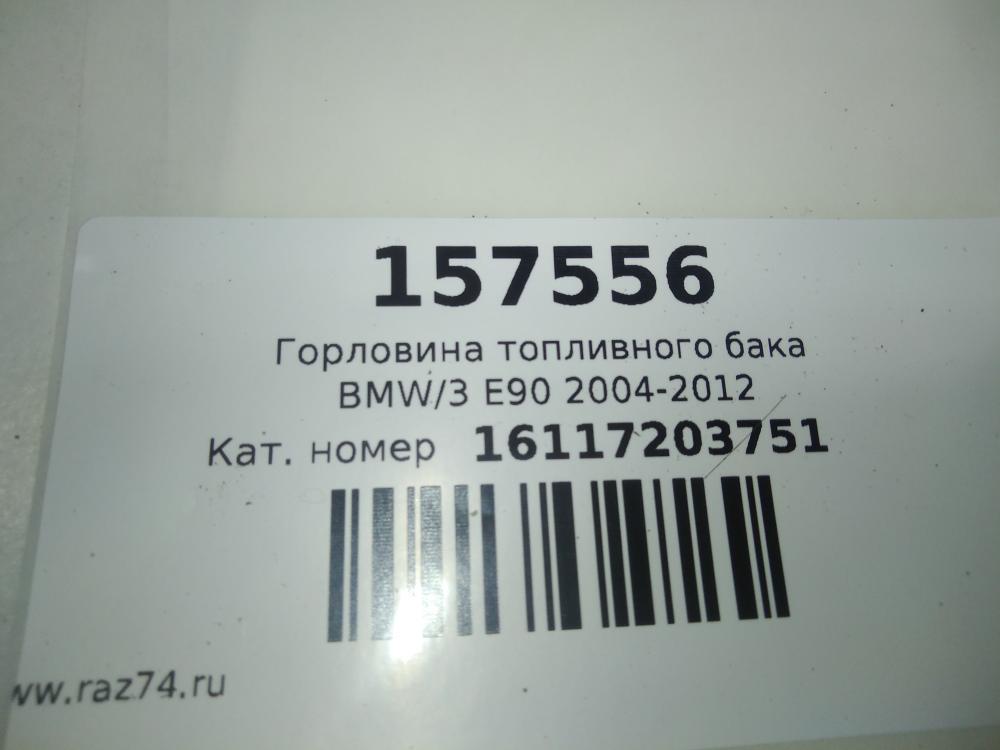 157556
Горловина топливного бака
BMW/3 E90 2004-2012
Кат. номер 16117203751
ww.raz74.ru